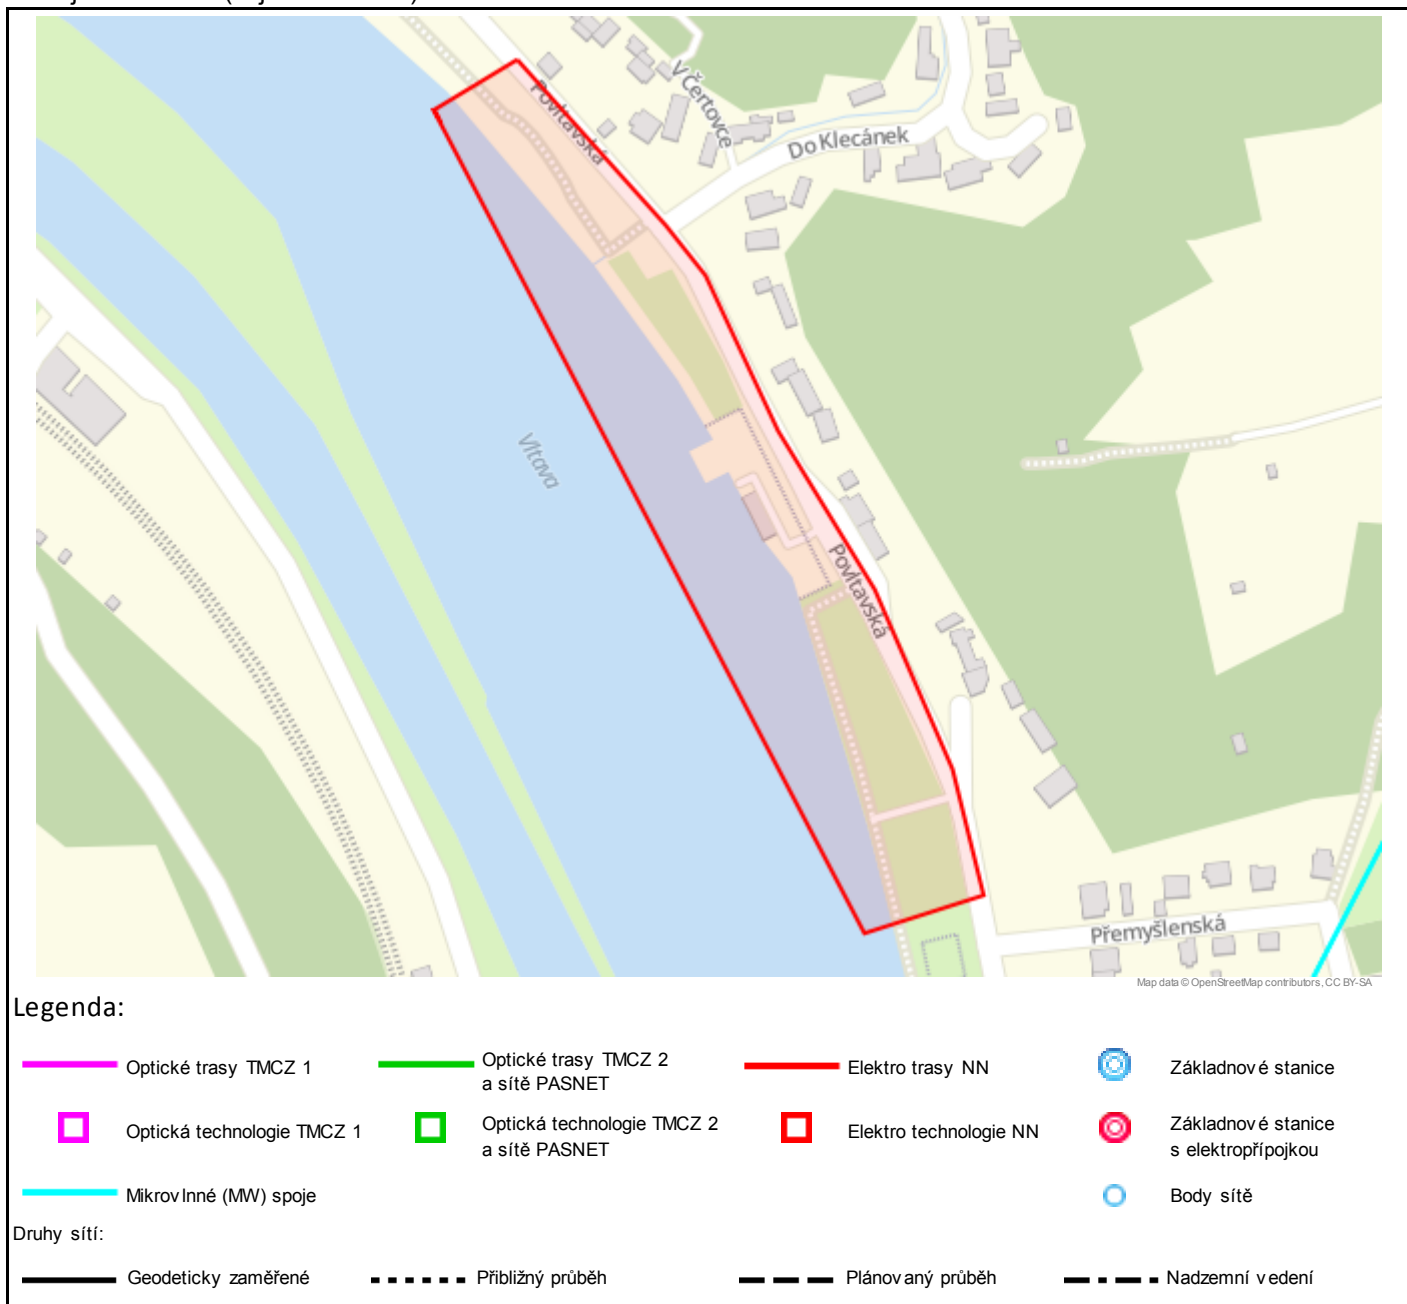 V Čertovce
Povltavská
Do Klecánek
Vltava
Povltavská
Přemyšlenská
Map data © OpenStreetMap contributors, CC BY-SA
Legenda:
Optické trasy TMCZ 1
Optické trasy TMCZ 2
a sítě PASNET
Elektro trasy NN
Základnové stanice
Optická technologie TMCZ 1
Optická technologie TMCZ 2
a sítě PASNET
Elektro technologie NN
Základnové stanice
s elektropřípojkou
Mikrovlnné (MW) spoje
Body sítě
Druhy sítí:
Geodeticky zaměřené
Přibližný průběh
Plánovaný průběh
Nadzemní vedení